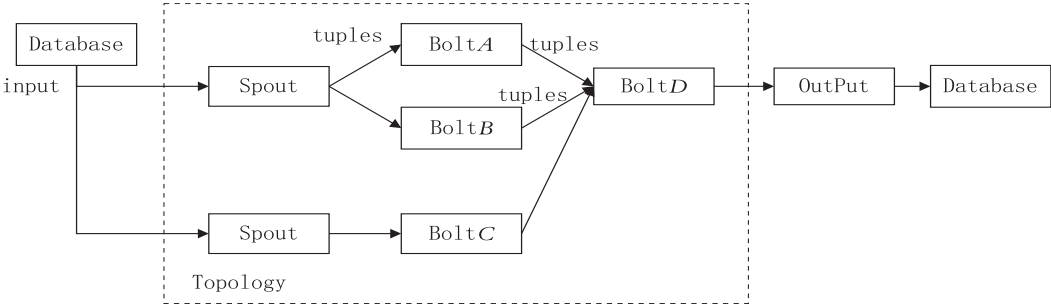 Database
input
tuples
BoltA
tuples
Spout
BoltD
OutPut
Database
tuples
BoltB
Spout
BoltC
Topology